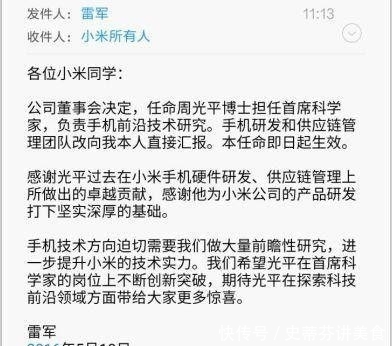 发件人：雷军 11:13
收件人：小米所有人
各位小米同学：
公司董事会决定，任命周光平博士担任首席科学
家，负责手机前沿技术研究。手机研发和供应链管
理团队改向我本人直接汇报。本任命即日起生效。
感谢光平过去在小米手机硬件研发、供应链管理上
所做出的卓越贡献，感谢他为小米公司的产品研发
打下坚实深厚的基础。
手机技术方向迫切需要我们做大量前瞻性研究，进
一步提升小米的技术实力。我们希望光平在首席科
学家的岗位上不断创新突破，期待光平在探索科技
前沿领域方面带给大家更多惊喜。
雷军